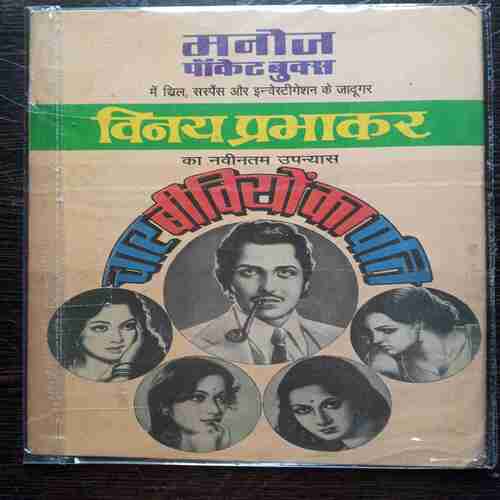 मनोज
पॉकेट बुक्स
में थ्रिल, सस्पैंस और इन्वेस्टीगेशन के जादूगर
विनय प्रभाकर
का नवीनतम उपन्यास
चार बीवियों का पति